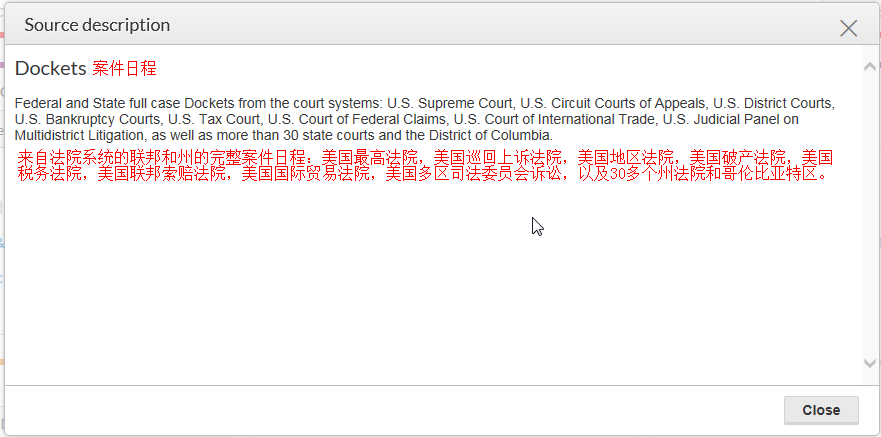 Source description
Dockets 案件日程
Federal and State full case Dockets from the court systems: U.S. Supreme Court, U.S. Circuit Courts of Appeals, U.S. District Courts,
U.S. Bankruptcy Courts, U.S. Tax Court, U.S. Court of Federal Claims, U.S. Court of International Trade, U.S. Judicial Panel on
Multidistrict Litigation, as well as more than 30 state courts and the District of Columbia.
来自法院系统的联邦和州的完整案件日程：美国最高法院，美国巡回上诉法院，美国地区法院，美国破产法院，美国
税务法院，美国联邦索赔法院，美国国际贸易法院，美国多区司法委员会诉讼，以及30多个州法院和哥伦比亚特区。
Close